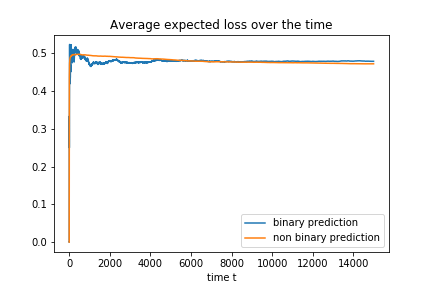 Average expected loss over the time
0.5
0.4
0.3
0.2
0.1
0.0
binary prediction
non binary prediction
0 2000 4000 6000 8000 10000 12000 14000
time t